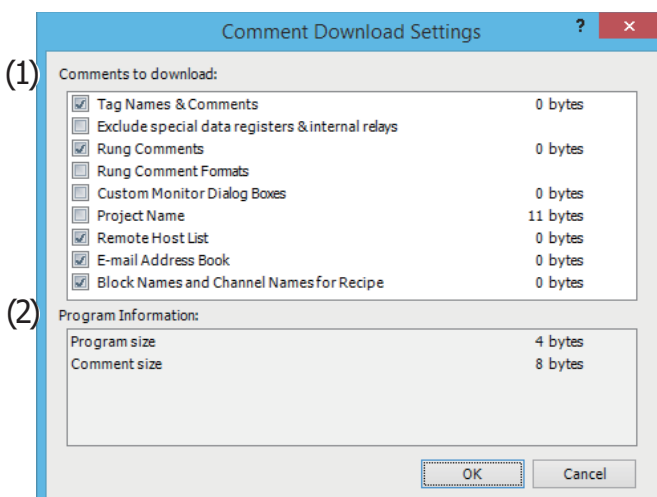 Comment Download Settings ? ×
(1) Comments to download:
Tag Names & Comments 0 bytes
Exclude special data registers & internal relays
Rung Comments 0 bytes
Rung Comment Formats
Custom Monitor Dialog Boxes 0 bytes
Project Name 11 bytes
Remote Host List 0 bytes
E-mail Address Book 0 bytes
Block Names and Channel Names for Recipe 0 bytes
(2) Program Information:
Program size 4 bytes
Comment size 8 bytes
OK Cancel